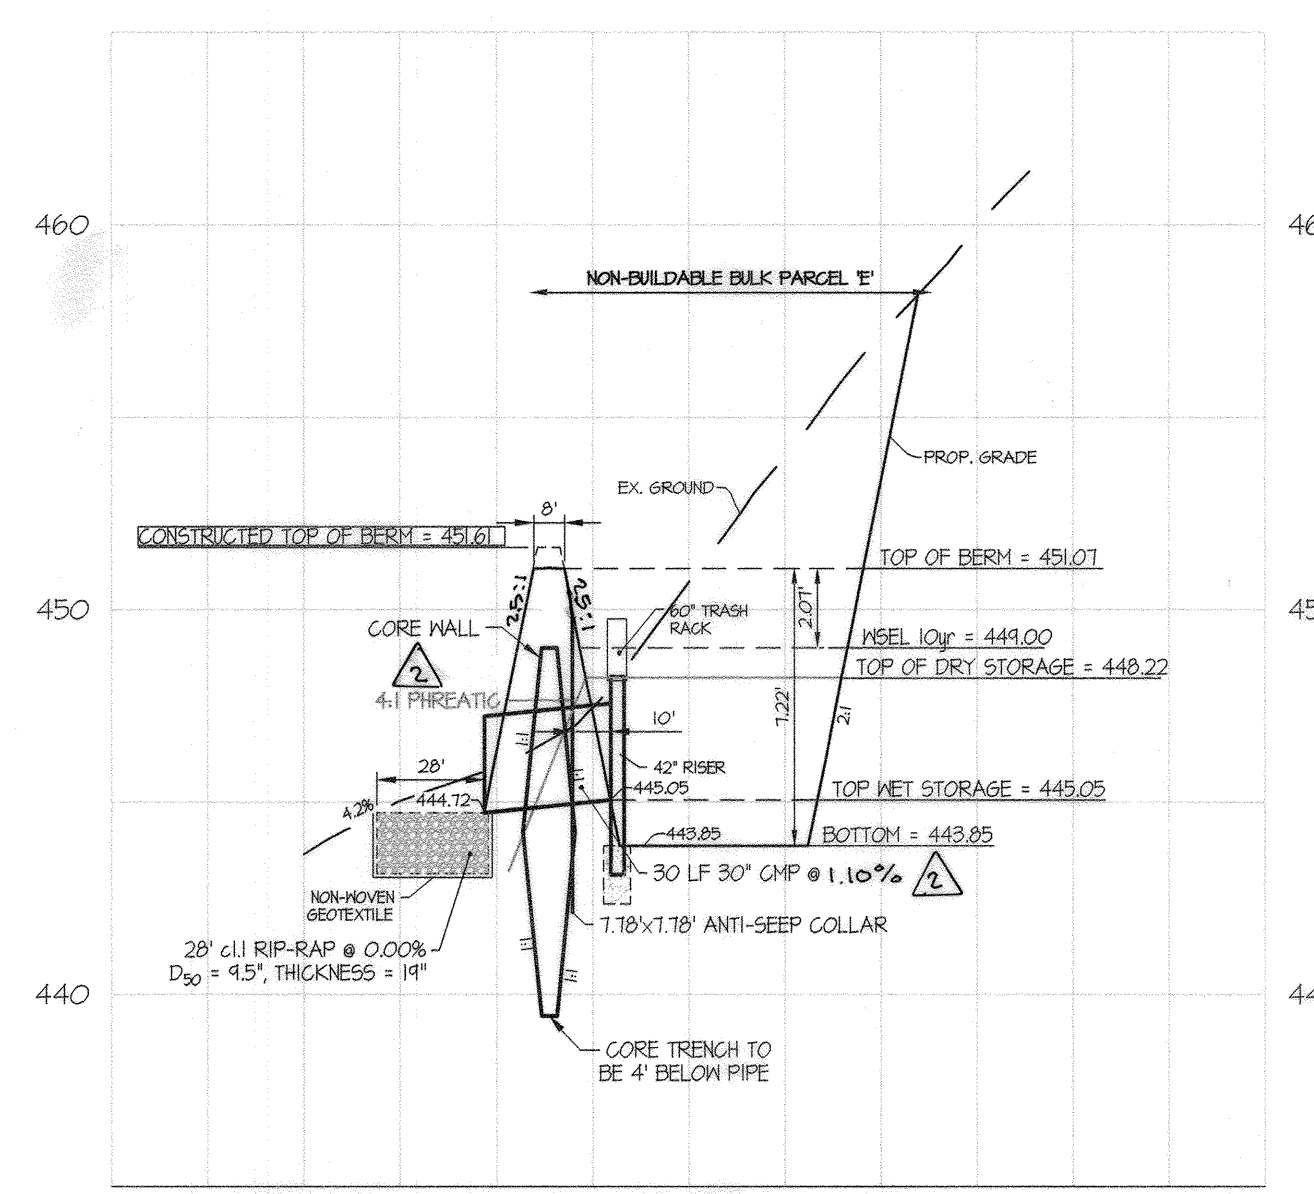 460
46
NON-BUILDABLE BULK PARCEL 'E'
PROP. GRADE
EX. GROUND
8'
CONSTRUCTED TOP OF BERM = 451.61
TOP OF BERM = 451.07
2.5:1
2.5:1
450
45
60" TRASH
RACK
2.07'
CORE WALL
WSEL 10yr = 449.00
TOP OF DRY STORAGE = 448.22
2
4:1 PHREATIC
7.22'
2:1
10'
1:1
28'
42" RISER
1:1
445.05
TOP WET STORAGE = 445.05
4.2%
444.72
443.85
BOTTOM = 443.85
30 LF 30" CMP @ 1.10%
2
NON-WOVEN
GEOTEXTILE
7.78'x7.78' ANTI-SEEP COLLAR
28' cl.1 RIP-RAP @ 0.00%
D50 = 9.5", THICKNESS = 19"
1:1
1:1
440
44
CORE TRENCH TO
BE 4' BELOW PIPE